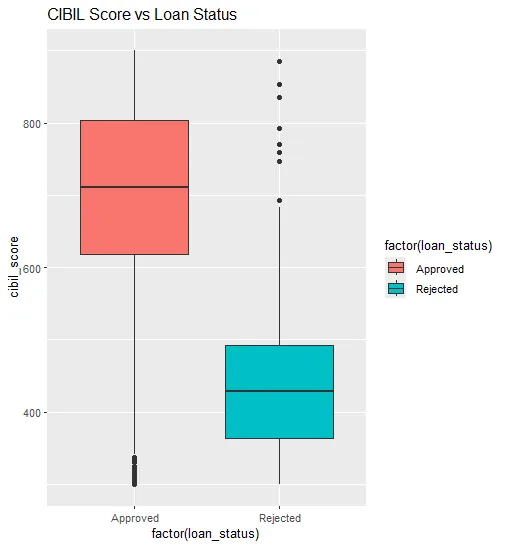 CIBIL Score vs Loan Status
cibil_score
800
600
400
Approved
Rejected
factor(loan_status)
factor(loan_status)
Approved
Rejected